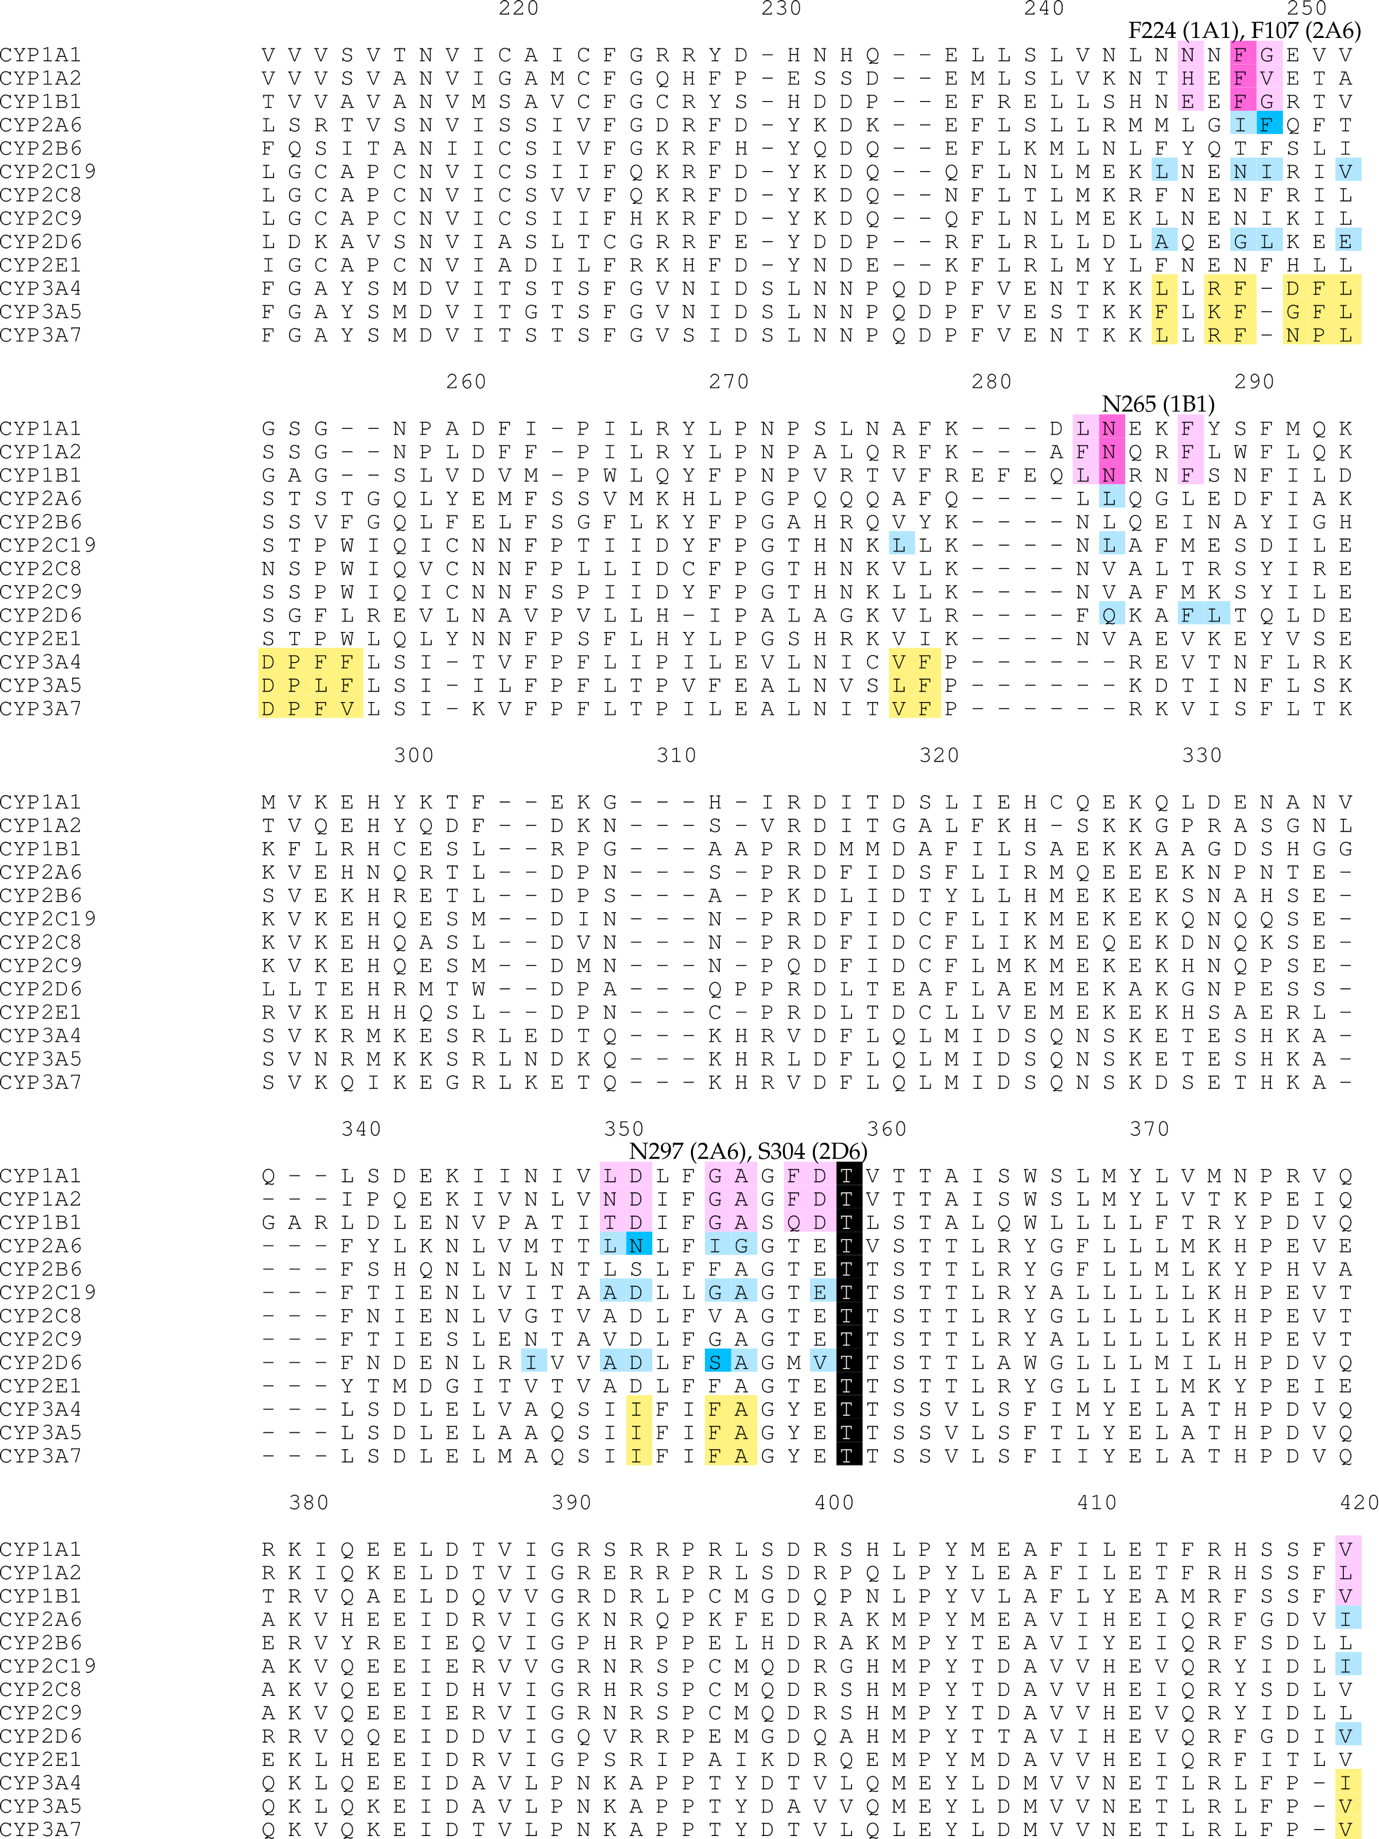 220 230 240 250
F224 (1A1), F107 (2A6)
CYP1A1 V V V S V T N V I C A I C F G R R Y D - H N H Q - - E L L S L V N L N N F G E V V
CYP1A2 V V V S V A N V I G A M C F G Q H F P - E S S D - - E M L S L V K N T H E F V E T A
CYP1B1 T V V A V A N V M S A V C F G C R Y S - H D D P - - E F R E L L S H N E E F G R T V
CYP2A6 L S R T V S N V I S S I V F G D R F D - Y K D K - - E F L S L L R M M L G I F Q F T
CYP2B6 F Q S I T A N I I C S I V F G K R F H - Y Q D Q - - E F L K M L N L F Y Q T F S L I
CYP2C19 L G C A P C N V I C S I I F Q K R F D - Y K D Q - - Q F L N L M E K L N E N I R I V
CYP2C8 L G C A P C N V I C S V V F Q K R F D - Y K D Q - - N F L T L M K R F N E N F R I L
CYP2C9 L G C A P C N V I C S I I F H K R F D - Y K D Q - - Q F L N L M E K L N E N I K I L
CYP2D6 L D K A V S N V I A S L T C G R R F E - Y D D P - - R F L R L L D L A Q E G L K E E
CYP2E1 I G C A P C N V I A D I L F R K H F D - Y N D E - - K F L R L M Y L F N E N F H L L
CYP3A4 F G A Y S M D V I T S T S F G V N I D S L N N P Q D P F V E N T K K L L R F - D F L
CYP3A5 F G A Y S M D V I T G T S F G V N I D S L N N P Q D P F V E S T K K F L K F - G F L
CYP3A7 F G A Y S M D V I T S T S F G V S I D S L N N P Q D P F V E N T K K L L R F - N P L
260 270 280 290
N265 (1B1)
CYP1A1 G S G - - N P A D F I - P I L R Y L P N P S L N A F K - - - D L N E K F Y S F M Q K
CYP1A2 S S G - - N P L D F F - P I L R Y L P N P A L Q R F K - - - A F N Q R F L W F L Q K
CYP1B1 G A G - - S L V D V M - P W L Q Y F P N P V R T V F R E F E Q L N R N F S N F I L D
CYP2A6 S T S T G Q L Y E M F S S V M K H L P G P Q Q Q A F Q - - - - L L Q G L E D F I A K
CYP2B6 S S V F G Q L F E L F S G F L K Y F P G A H R Q V Y K - - - - N L Q E I N A Y I G H
CYP2C19 S T P W I Q I C N N F P T I I D Y F P G T H N K L L K - - - - N L A F M E S D I L E
CYP2C8 N S P W I Q V C N N F P L L I D C F P G T H N K V L K - - - - N V A L T R S Y I R E
CYP2C9 S S P W I Q I C N N F S P I I D Y F P G T H N K L L K - - - - N V A F M K S Y I L E
CYP2D6 S G F L R E V L N A V P V L L H - I P A L A G K V L R - - - - F Q K A F L T Q L D E
CYP2E1 S T P W L Q L Y N N F P S F L H Y L P G S H R K V I K - - - - N V A E V K E Y V S E
CYP3A4 D P F F L S I - T V F P F L I P I L E V L N I C V F P - - - - - - R E V T N F L R K
CYP3A5 D P L F L S I - I L F P F L T P V F E A L N V S L F P - - - - - - K D T I N F L S K
CYP3A7 D P F V L S I - K V F P F L T P I L E A L N I T V F P - - - - - - R K V I S F L T K
300 310 320 330
CYP1A1 M V K E H Y K T F - - E K G - - - H - I R D I T D S L I E H C Q E K Q L D E N A N V
CYP1A2 T V Q E H Y Q D F - - D K N - - - S - V R D I T G A L F K H - S K K G P R A S G N L
CYP1B1 K F L R H C E S L - - R P G - - - A A P R D M M D A F I L S A E K K A A G D S H G G
CYP2A6 K V E H N Q R T L - - D P N - - - S - P R D F I D S F L I R M Q E E E K N P N T E -
CYP2B6 S V E K H R E T L - - D P S - - - A - P K D L I D T Y L L H M E K E K S N A H S E -
CYP2C19 K V K E H Q E S M - - D I N - - - N - P R D F I D C F L I K M E K E K Q N Q Q S E -
CYP2C8 K V K E H Q A S L - - D V N - - - N - P R D F I D C F L I K M E Q E K D N Q K S E -
CYP2C9 K V K E H Q E S M - - D M N - - - N - P Q D F I D C F L M K M E K E K H N Q P S E -
CYP2D6 L L T E H R M T W - - D P A - - - Q P P R D L T E A F L A E M E K A K G N P E S S -
CYP2E1 R V K E H H Q S L - - D P N - - - C - P R D L T D C L L V E M E K E K H S A E R L -
CYP3A4 S V K R M K E S R L E D T Q - - - K H R V D F L Q L M I D S Q N S K E T E S H K A -
CYP3A5 S V N R M K K S R L N D K Q - - - K H R L D F L Q L M I D S Q N S K E T E S H K A -
CYP3A7 S V K Q I K E G R L K E T Q - - - K H R V D F L Q L M I D S Q N S K D S E T H K A -
340 350 360 370
N297 (2A6), S304 (2D6)
CYP1A1 Q - - - L S D E K I I N I V L D L F G A G F D T V T T A I S W S L M Y L V M N P R V Q
CYP1A2 - - - I P Q E K I V N L V N D I F G A G F D T V T T A I S W S L M Y L V T K P E I Q
CYP1B1 G A R L D L E N V P A T I T D I F G A S Q D T L S T A L Q W L L L L F T R Y P D V Q
CYP2A6 - - - F Y L K N L V M T T L N L F I G G T E T V S T T L R Y G F L L L M K H P E V E
CYP2B6 - - - F S H Q N L N L N T L S L F F A G T E T T S T T L R Y G F L L M L K Y P H V A
CYP2C19 - - - F T I E N L V I T A A D L L G A G T E T T S T T L R Y A L L L L L K H P E V T
CYP2C8 - - - F N I E N L V G T V A D L F V A G T E T T S T T L R Y G L L L L L K H P E V T
CYP2C9 - - - F T I E S L E N T A V D L F G A G T E T T S T T L R Y A L L L L L K H P E V T
CYP2D6 - - - F N D E N L R I V V A D L F S A G M V T T S T T L A W G L L L M I L H P D V Q
CYP2E1 - - - Y T M D G I T V T V A D L F F A G T E T T S T T L R Y G L L I L M K Y P E I E
CYP3A4 - - - L S D L E L V A Q S I I F I F A G Y E T T S S V L S F I M Y E L A T H P D V Q
CYP3A5 - - - L S D L E L A A Q S I I F I F A G Y E T T S S V L S F T L Y E L A T H P D V Q
CYP3A7 - - - L S D L E L M A Q S I I F I F A G Y E T T S S V L S F I I Y E L A T H P D V Q
380 390 400 410 420
CYP1A1 R K I Q E E L D T V I G R S R R P R L S D R S H L P Y M E A F I L E T F R H S S F V
CYP1A2 R K I Q K E L D T V I G R E R R P R L S D R P Q L P Y L E A F I L E T F R H S S F L
CYP1B1 T R V Q A E L D Q V V G R D R L P C M G D Q P N L P Y V L A F L Y E A M R F S S F V
CYP2A6 A K V H E E I D R V I G K N R Q P K F E D R A K M P Y M E A V I H E I Q R F G D V I
CYP2B6 E R V Y R E I E Q V I G P H R P P E L H D R A K M P Y T E A V I Y E I Q R F S D L L
CYP2C19 A K V Q E E I E R V V G R N R S P C M Q D R G H M P Y T D A V V H E V Q R Y I D L I
CYP2C8 A K V Q E E I D H V I G R H R S P C M Q D R S H M P Y T D A V V H E I Q R Y S D L V
CYP2C9 A K V Q E E I E R V I G R N R S P C M Q D R S H M P Y T D A V V H E V Q R Y I D L L
CYP2D6 R R V Q Q E I D D V I G Q V R R P E M G D Q A H M P Y T T A V I H E V Q R F G D I V
CYP2E1 E K L H E E I D R V I G P S R I P A I K D R Q E M P Y M D A V V H E I Q R F I T L V
CYP3A4 Q K L Q E E I D A V L P N K A P P T Y D T V L Q M E Y L D M V V N E T L R L F P - I
CYP3A5 Q K L Q K E I D A V L P N K A P P T Y D A V V Q M E Y L D M V V N E T L R L F P - V
CYP3A7 Q K V Q K E I D T V L P N K A P P T Y D T V L Q L E Y L D M V V N E T L R L F P - V